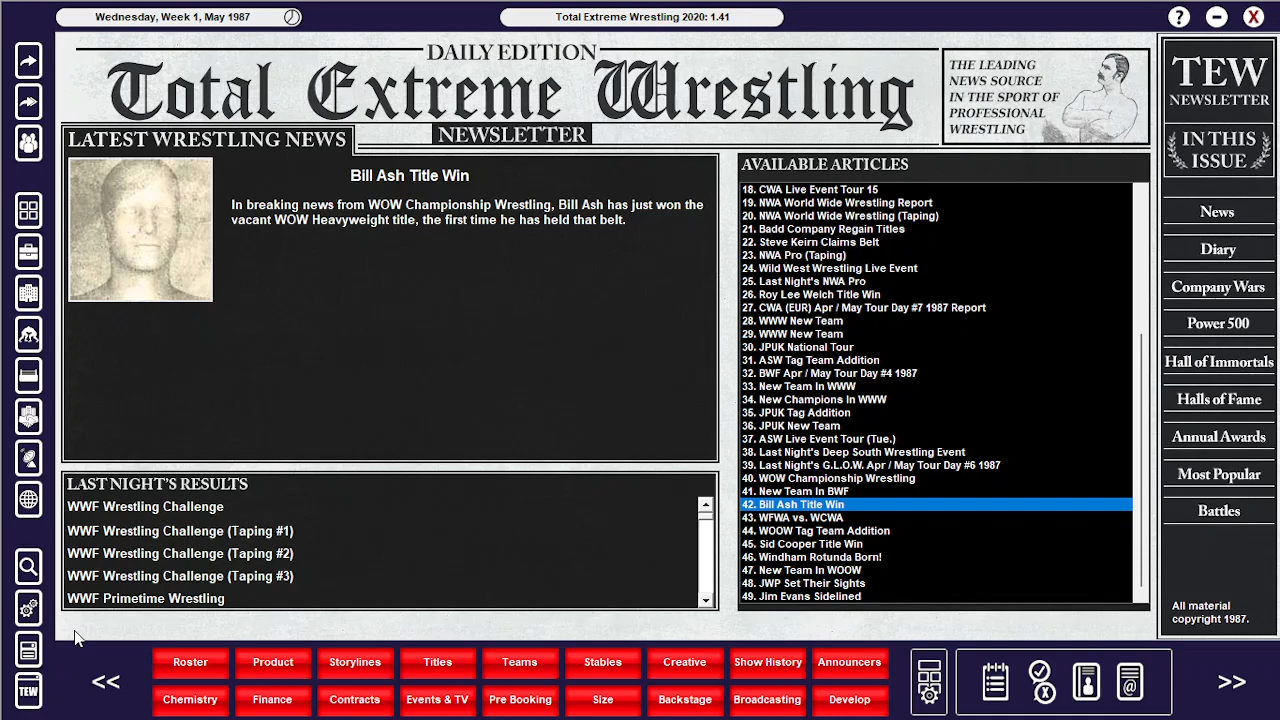 Wednesday, Week 1, May 1987
Total Extreme Wrestling 2020: 1.41
?
X
DAILY EDITION
Total Extreme Wrestling
NEWSLETTER
THE LEADING
NEWS SOURCE
IN THE SPORT OF
PROFESSIONAL
WRESTLING
TEW
NEWSLETTER
IN THIS
ISSUE
News
Diary
Company Wars
Power 500
Hall of Immortals
Halls of Fame
Annual Awards
Most Popular
Battles
All material
copyright 1987.
LATEST WRESTLING NEWS
Bill Ash Title Win
In breaking news from WOW Championship Wrestling, Bill Ash has just won the
vacant WOW Heavyweight title, the first time he has held that belt.
AVAILABLE ARTICLES
18. CWA Live Event Tour 15
19. NWA World Wide Wrestling Report
20. NWA World Wide Wrestling (Taping)
21. Badd Company Regain Titles
22. Steve Keirn Claims Belt
23. NWA Pro (Taping)
24. Wild West Wrestling Live Event
25. Last Night's NWA Pro
26. Roy Lee Welch Title Win
27. CWA (EUR) Apr / May Tour Day #7 1987 Report
28. WWW New Team
29. WWW New Team
30. JPUK National Tour
31. ASW Tag Team Addition
32. BWF Apr / May Tour Day #4 1987
33. New Team In WWW
34. New Champions In WWW
35. JPUK Tag Addition
36. JPUK New Team
37. ASW Live Event Tour (Tue.)
38. Last Night's Deep South Wrestling Event
39. Last Night's G.L.O.W. Apr / May Tour Day #6 1987
40. WOW Championship Wrestling
41. New Team In BWF
42. Bill Ash Title Win
43. WFWA vs. WCWA
44. WOOW Tag Team Addition
45. Sid Cooper Title Win
46. Windham Rotunda Born!
47. New Team In WOOW
48. JWP Set Their Sights
49. Jim Evans Sidelined
LAST NIGHT'S RESULTS
WWF Wrestling Challenge
WWF Wrestling Challenge (Taping #1)
WWF Wrestling Challenge (Taping #2)
WWF Wrestling Challenge (Taping #3)
WWF Primetime Wrestling
TEW
<<
Roster
Product
Storylines
Titles
Teams
Stables
Creative
Show History
Announcers
Chemistry
Finance
Contracts
Events & TV
Pre Booking
Size
Backstage
Broadcasting
Develop
>>